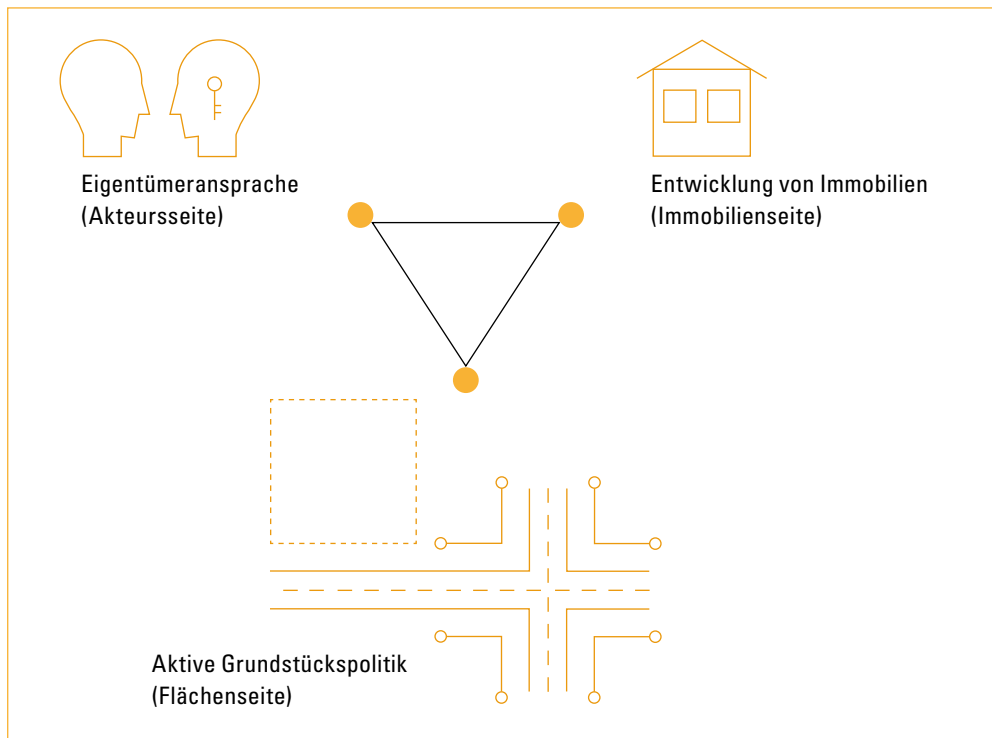 Eigentümeransprache
(Akteursseite)
Entwicklung von Immobilien
(Immobilienseite)
Aktive Grundstückspolitik
(Flächenseite)